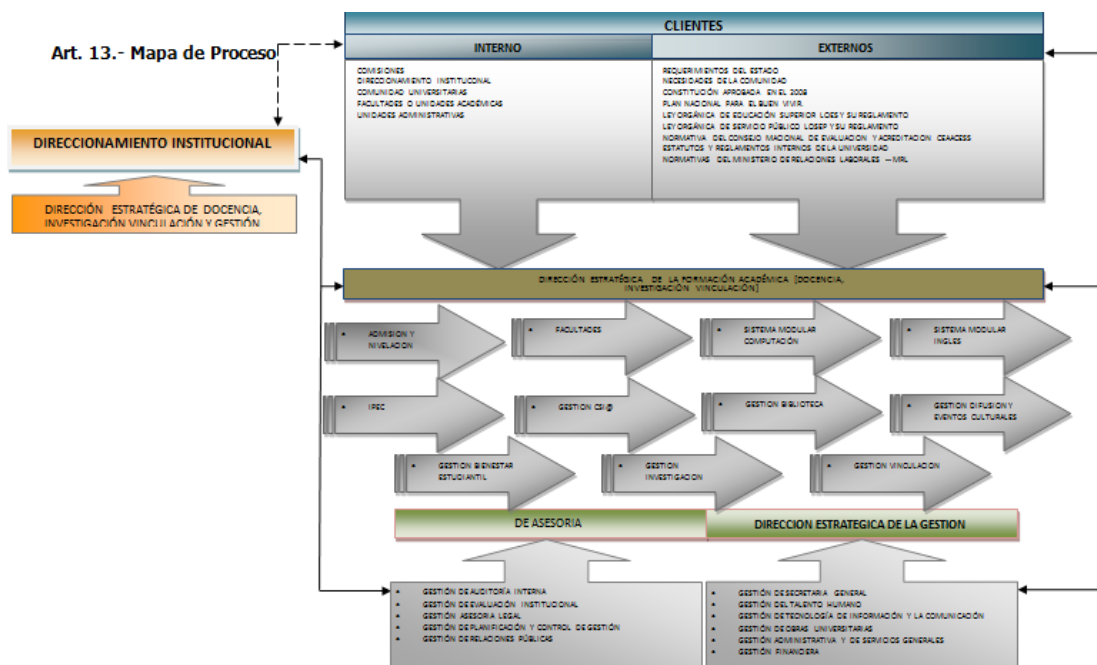 Art. 13.- Mapa de Proceso
CLIENTES
INTERNO
EXTERNOS
COMISIONES
DIRECCIONAMIENTO INSTITUCONAL
COMUNIDAD UNIVERSITARIAS
FACULTADES O UNIDADES ACADÉMICAS
UNIDADES ADMINISTRATIVAS
REQUERIMIENTOS DEL ESTADO
NECESIDADES DE LA COMUNIDAD
CONSTITUCIÓN APROBADA EN EL 2008
PLAN NACIONAL PARA EL BUEN VIVIR.
LEY ORGÁNICA DE EDUCACIÓN SUPERIOR LOES Y SU REGLAMENTO
LEY ORGÁNICA DE SERVICIO PÚBLICO LOSEP Y SU REGLAMENTO
NORMATIVA DEL CONSEJO NACIONAL DE EVALUACION Y ACREDITACION CEAACESS
ESTATUTOS Y REGLAMENTOS INTERNOS DE LA UNIVERSIDAD
NORMATIVAS DEL MINISTERIO DE RELACIONES LABORALES —MRL
DIRECCIONAMIENTO INSTITUCIONAL
DIRECCIÓN ESTRATÉGICA DE DOCENCIA,
INVESTIGACIÓN VINCULACIÓN Y GESTIÓN
DIRECCIÓN ESTRATÉGICA DE LA FORMACIÓN ACADÉMICA [DOCENCIA,
INVESTIGACIÓN VINCULACIÓN]
• ADMISION Y
NIVELACION
• FACULTADES
• SISTEMA MODULAR
COMPUTACIÓN
• SISTEMA MODULAR
INGLES
• IPEC
• GESTION CSI@
• GESTION BIBLIOTECA
• GESTION DIFUSION Y
EVENTOS CULTURALES
• GESTION BIENESTAR
ESTUDIANTIL
• GESTION
INVESTIGACION
• GESTION VINCULACION
DE ASESORIA
DIRECCION ESTRATEGICA DE LA GESTION
• GESTIÓN DE AUDITORÍA INTERNA
• GESTIÓN DE EVALUACIÓN INSTITUCIONAL
• GESTIÓN ASESORIA LEGAL
• GESTIÓN DE PLANIFICACIÓN Y CONTROL DE GESTIÓN
• GESTIÓN DE RELACIONES PÚBLICAS
• GESTIÓN DE SECRETARIA GENERAL
• GESTIÓN DEL TALENTO HUMANO
• GESTIÓN DE TECNOLOGÍA DE INFORMACIÓN Y LA COMUNICACIÓN
• GESTIÓN DE OBRAS UNIVERSITARIAS
• GESTIÓN ADMINISTRATIVA Y DE SERVICIOS GENERALES
• GESTIÓN FINANCIERA